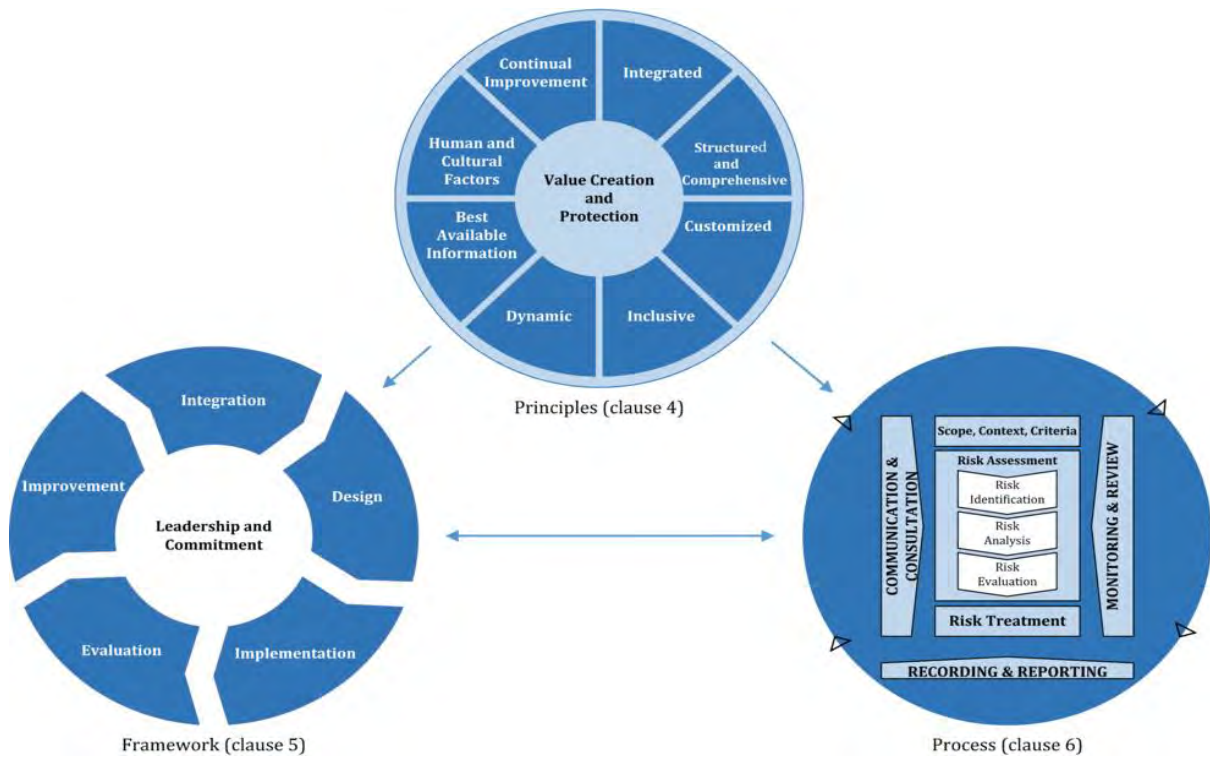 Continual
Improvement
Integrated
Structured
and
Comprehensive
Customized
Inclusive
Dynamic
Best
Available
Information
Human and
Cultural
Factors
Value Creation
and
Protection
Principles (clause 4)
Integration
Design
Implementation
Evaluation
Improvement
Leadership and
Commitment
Framework (clause 5)
Scope, Context, Criteria
Risk Assessment
Risk
Identification
Risk
Analysis
Risk
Evaluation
Risk Treatment
COMMUNICATION &
CONSULTATION
MONITORING & REVIEW
RECORDING & REPORTING
Process (clause 6)